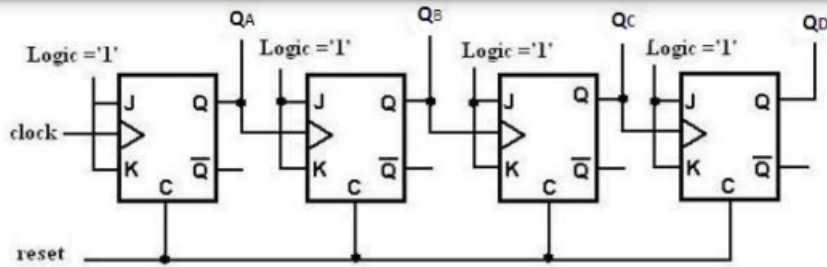 QA QB QC QD
Logic ='1' Logic ='1' Logic ='1' Logic ='1'
J Q J Q J Q J Q
clock
K Q̅ K Q̅ K Q̅ K Q̅
C C C C
reset